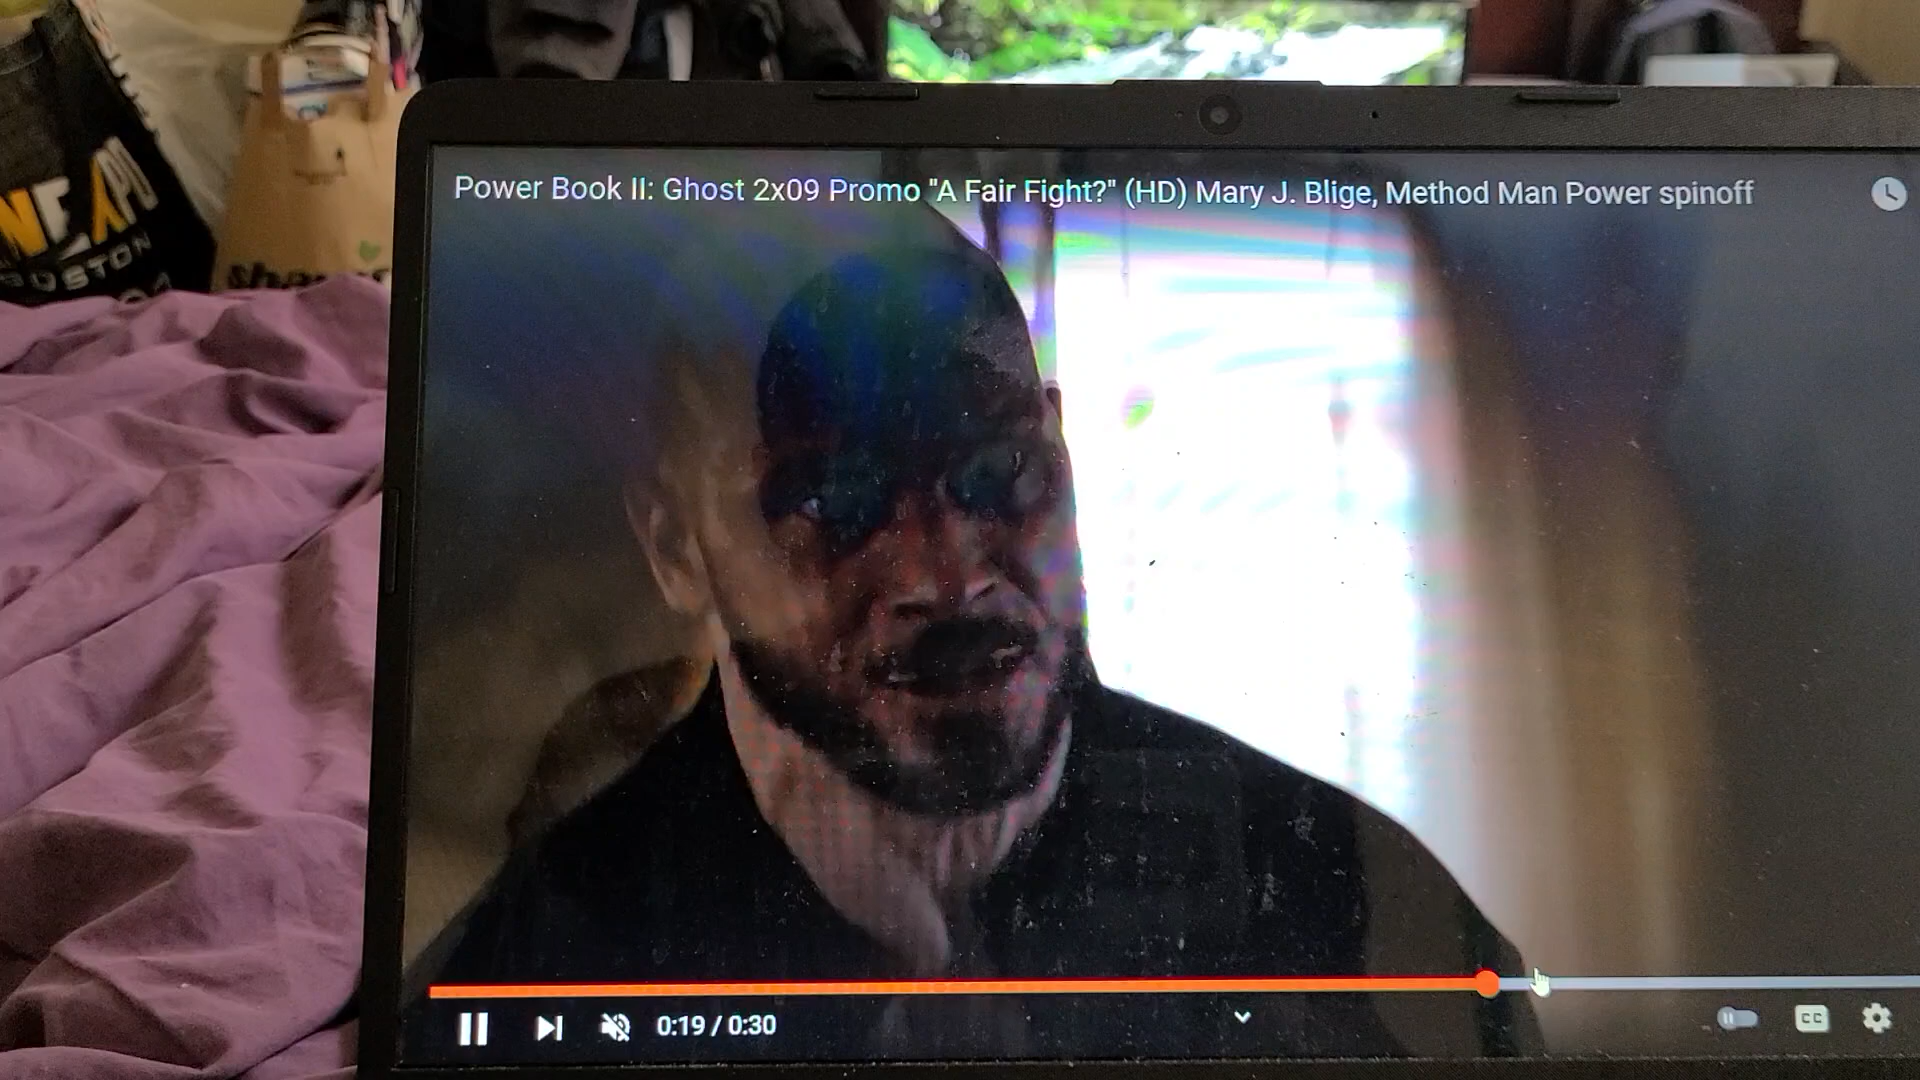 Power Book II: Ghost 2x09 Promo "A Fair Fight?" (HD) Mary J. Blige, Method Man Power spinoff
0:19 / 0:30
CC